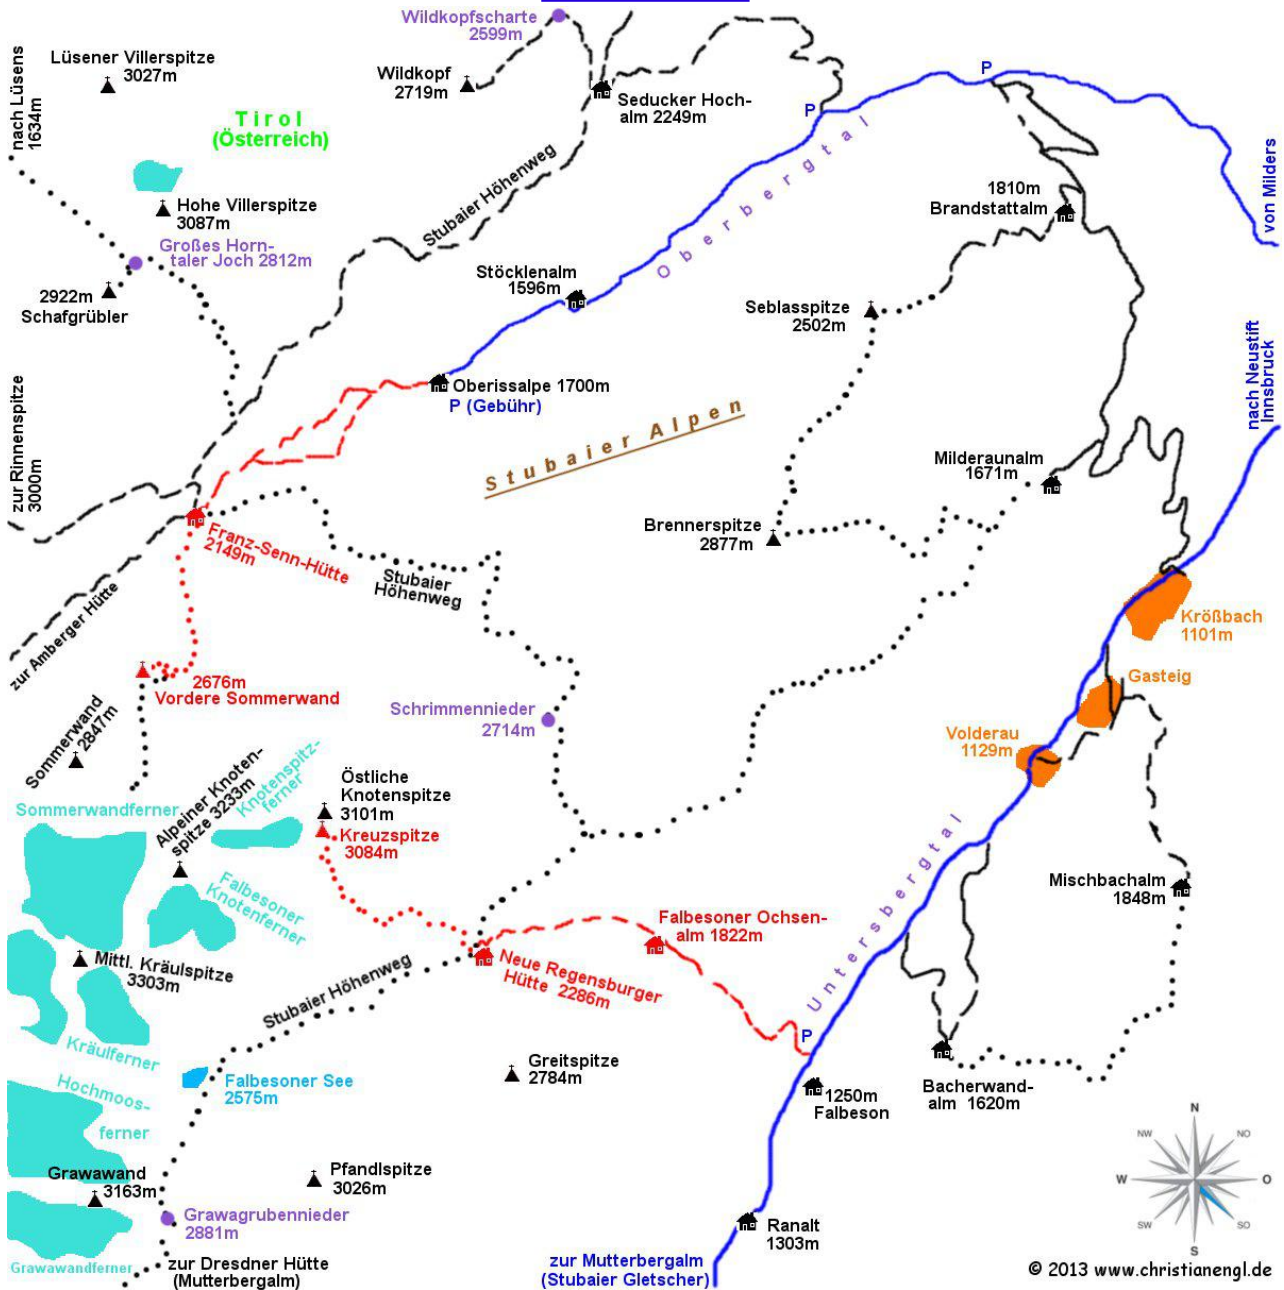 Wildkopfscharte
2599m
Lüsener Villerspitze
3027m
nach Lüsens
1634m
Wildkopf
2719m
Seducker Hoch-
alm 2249m
P
P
Tirol
(Österreich)
Stubaier Höhenweg
Oberbergtal
von Milders
1810m
Brandstattalm
Hohe Villerspitze
3087m
Großes Horn-
taler Joch 2812m
2922m
Schafgrübler
Stöcklenalm
1596m
Seblasspitze
2502m
nach Neustift
Innsbruck
Oberissalpe 1700m
P (Gebühr)
Stubaier Alpen
zur Rinnenspitze
3000m
Milderaunalm
1671m
Brennerspitze
2877m
Franz-Senn-Hütte
2149m
Stubaier
Höhenweg
zur Amberger Hütte
Krößbach
1101m
Gasteig
2676m
Vordere Sommerwand
Schrimmennieder
2714m
Volderau
1129m
Sommerwand
2847m
Alpeiner Knoten-
spitze 3233m
Knotenspitz-
ferner
Östliche
Knotenspitze
3101m
Kreuzspitze
3084m
Sommerwandferner
Falbesoner
Knotenferner
Untersbergtal
Mischbachalm
1848m
Falbesoner Ochsen-
alm 1822m
Mittl. Kräulspitze
3303m
Stubaier Höhenweg
Neue Regensburger
Hütte 2286m
P
Kräulferner
Greitspitze
2784m
Falbesoner See
2575m
Hochmoos-
ferner
1250m
Falbeson
Bacherwand-
alm 1620m
Grawawand
3163m
Pfandlspitze
3026m
Grawagrubennieder
2881m
Ranalt
1303m
Grawawandferner
zur Dresdner Hütte
(Mutterbergalm)
zur Mutterbergalm
(Stubaier Gletscher)
N
NW
NO
W
O
SW
SO
S
© 2013 www.christianengl.de